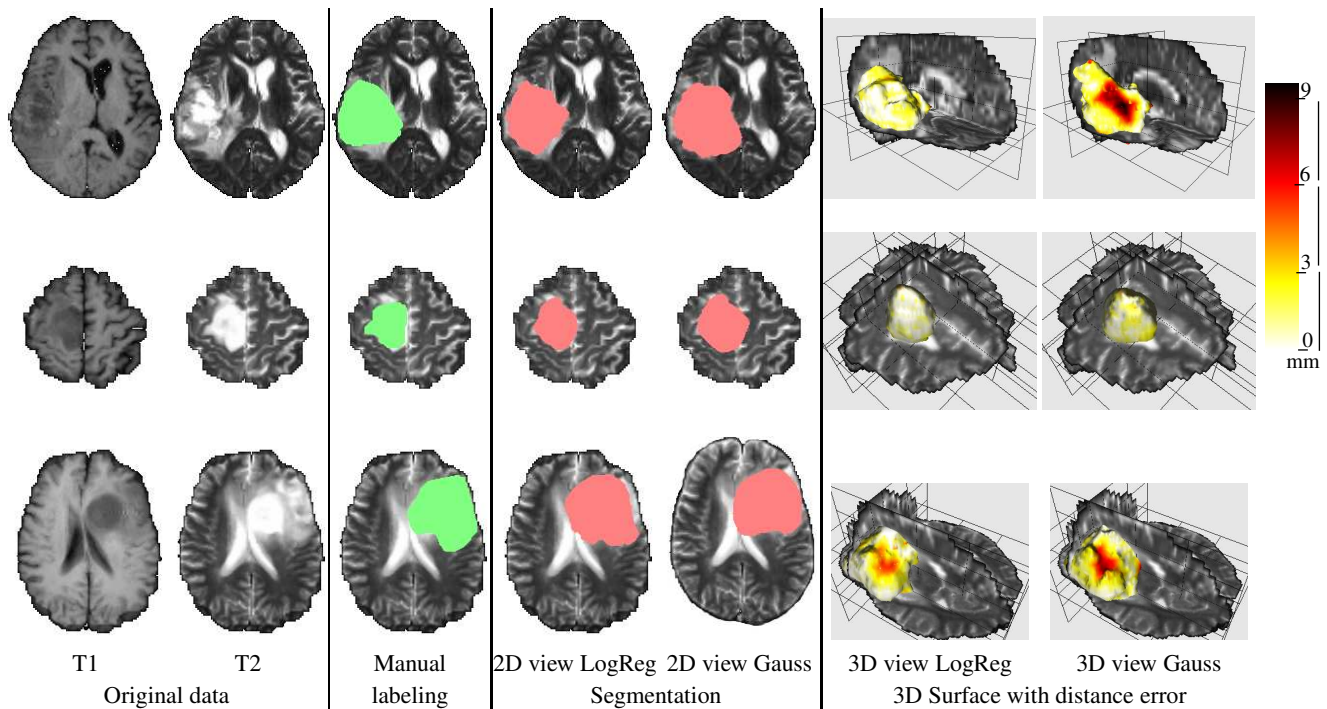 9
6
3
0
mm
T1 T2 Manual 2D view LogReg 2D view Gauss 3D view LogReg 3D view Gauss
Original data labeling Segmentation 3D Surface with distance error